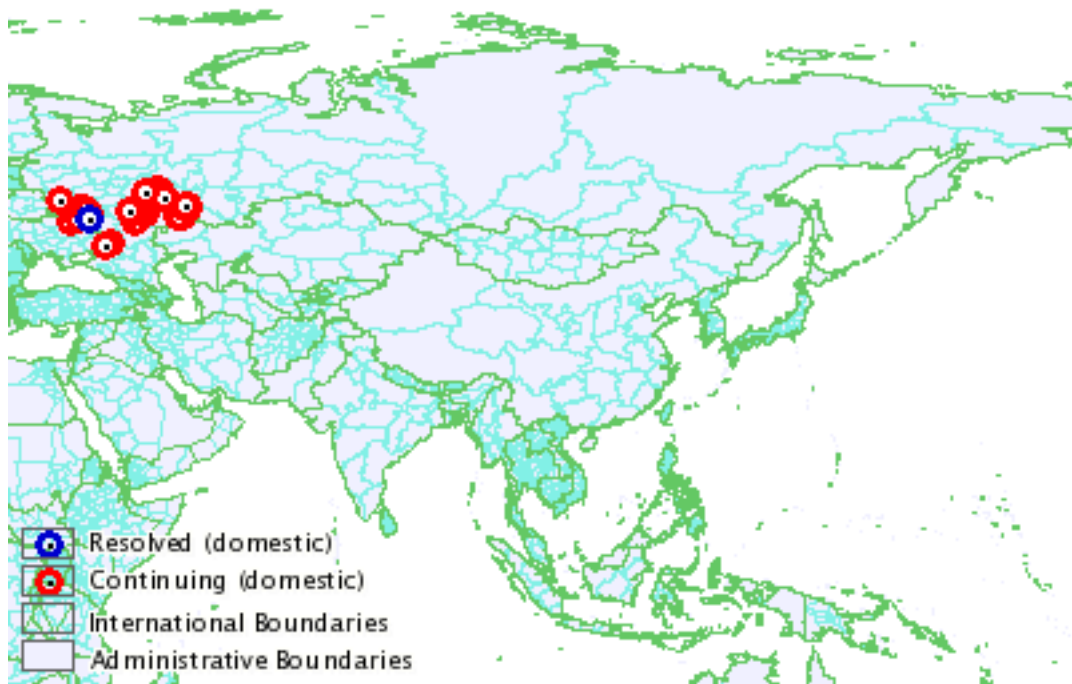 Resolved (domestic)
Continuing (domestic)
International Boundaries
Administrative Boundaries